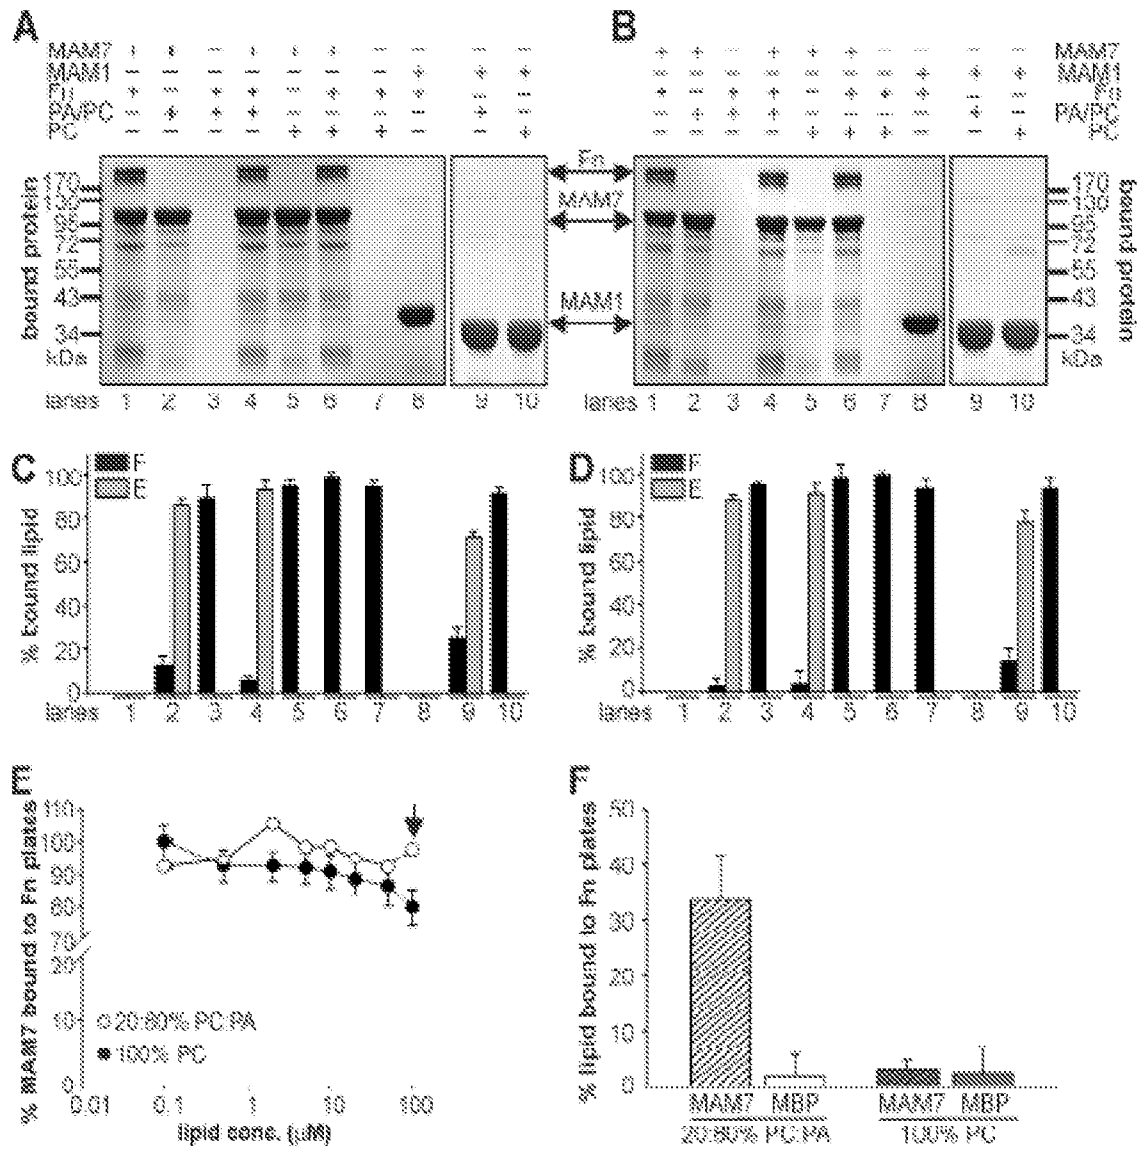 A
MAM7 + + - + + + - -  - -
MAM1 - - - - - - - + + +
Fn + - + + - + + + - -
PA/PC - + + + - - - - + -
PC - - - - + + + - - +
bound protein
170
130
95
72
55
43
34
kDa
lanes 1 2 3 4 5 6 7 8 9 10
Fn
MAM7
MAM1
B
MAM7
MAM1
Fn
PA/PC
PC
170
130
95
72
55
43
34
kDa
bound protein
lanes 1 2 3 4 5 6 7 8 9 10
C
F
E
% bound lipid
100
80
60
40
20
0
lanes 1 2 3 4 5 6 7 8 9 10
D
F
E
% bound lipid
100
80
60
40
20
0
lanes 1 2 3 4 5 6 7 8 9 10
E
% MAM7 bound to Fn plates
110
100
90
80
70
20
10
0
20:80% PC:PA
100% PC
0.01 0.1 1 10 100
lipid conc. (μM)
F
% lipid bound to Fn plates
50
40
30
20
10
0
MAM7 MBP MAM7 MBP
20:80% PC:PA 100% PC